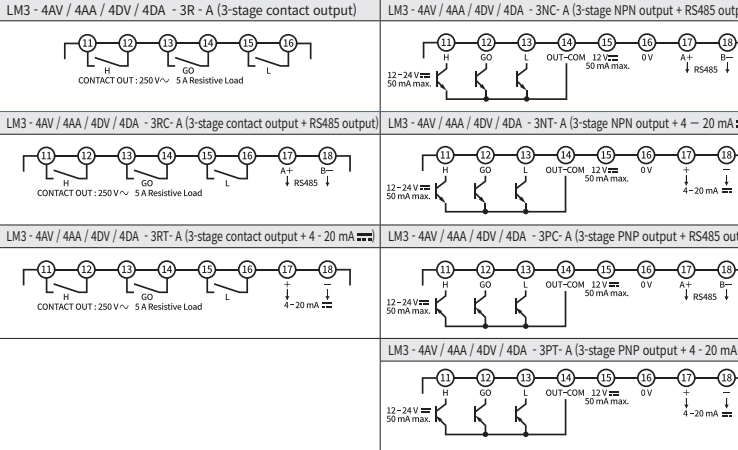 LM3 - 4AV / 4AA / 4DV / 4DA - 3R - A (3-stage contact output)
11 12 13 14 15 16
H GO L
CONTACT OUT : 250 V～ 5 A Resistive Load
LM3 - 4AV / 4AA / 4DV / 4DA - 3RC- A (3-stage contact output + RS485 output)
11 12 13 14 15 16 17 18
H GO L A+ B−
CONTACT OUT : 250 V～ 5 A Resistive Load RS485
LM3 - 4AV / 4AA / 4DV / 4DA - 3RT- A (3-stage contact output + 4 - 20 mA ⎓)
11 12 13 14 15 16 17 18
H GO L + −
CONTACT OUT : 250 V～ 5 A Resistive Load 4−20 mA ⎓
LM3 - 4AV / 4AA / 4DV / 4DA - 3NC- A (3-stage NPN output + RS485
11 12 13 14 15 16 17 18
H GO L OUT−COM 12 V⎓ 0 V A+ B−
50 mA max.
12−24 V⎓ RS485
50 mA max.
LM3 - 4AV / 4AA / 4DV / 4DA - 3NT- A (3-stage NPN output + 4 − 20 mA
11 12 13 14 15 16 17 18
H GO L OUT−COM 12 V⎓ 0 V + −
50 mA max.
12−24 V⎓ 4−20 mA ⎓
50 mA max.
LM3 - 4AV / 4AA / 4DV / 4DA - 3PC- A (3-stage PNP output + RS485
11 12 13 14 15 16 17 18
H GO L OUT−COM 12 V⎓ 0 V A+ B−
50 mA max.
12−24 V⎓ RS485
50 mA max.
LM3 - 4AV / 4AA / 4DV / 4DA - 3PT- A (3-stage PNP output + 4 - 20 mA
11 12 13 14 15 16 17 18
H GO L OUT−COM 12 V⎓ 0 V + −
50 mA max.
12−24 V⎓ 4−20 mA ⎓
50 mA max.